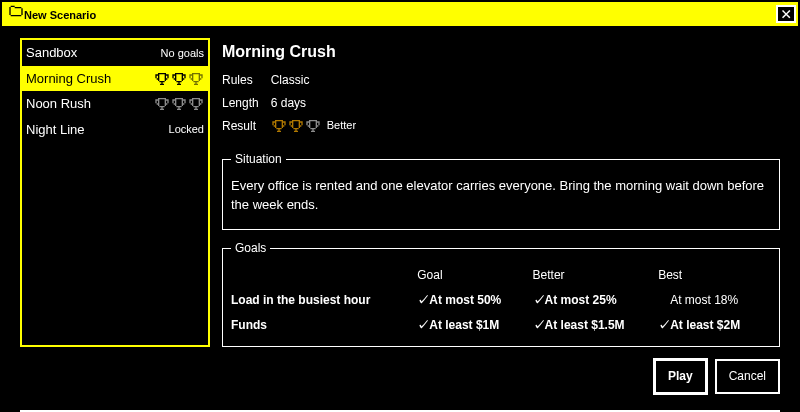 New Scenario
Sandbox No goals
Morning Crush
Noon Rush
Night Line Locked
Morning Crush
Rules Classic
Length 6 days
Result Better
Situation
Every office is rented and one elevator carries everyone. Bring the morning wait down before
the week ends.
Goals
Goal Better Best
Load in the busiest hour ✓At most 50% ✓At most 25% At most 18%
Funds ✓At least $1M ✓At least $1.5M ✓At least $2M
Play Cancel